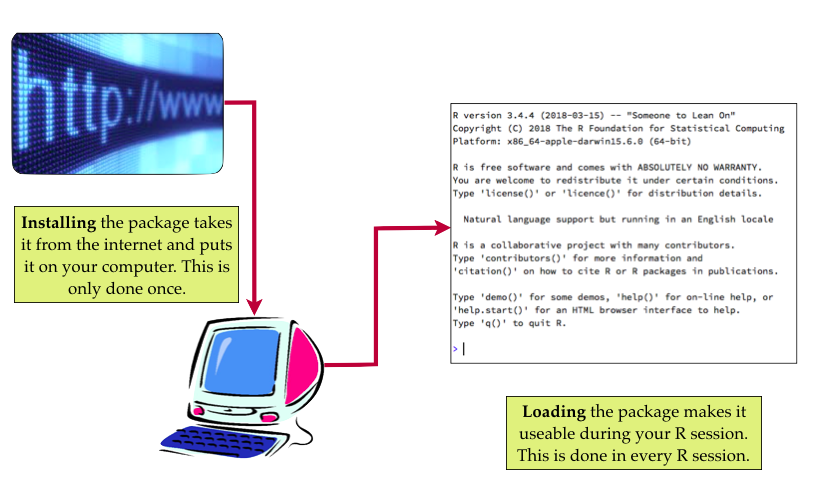 http://www
Installing the package takes
it from the internet and puts
it on your computer. This is
only done once.
R version 3.4.4 (2018-03-15) -- "Someone to Lean On"
Copyright (C) 2018 The R Foundation for Statistical Computing
Platform: x86_64-apple-darwin15.6.0 (64-bit)
R is free software and comes with ABSOLUTELY NO WARRANTY.
You are welcome to redistribute it under certain conditions.
Type 'license()' or 'licence()' for distribution details.
Natural language support but running in an English locale
R is a collaborative project with many contributors.
Type 'contributors()' for more information and
'citation()' on how to cite R or R packages in publications.
Type 'demo()' for some demos, 'help()' for on-line help, or
'help.start()' for an HTML browser interface to help.
Type 'q()' to quit R.
>
Loading the package makes it
useable during your R session.
This is done in every R session.